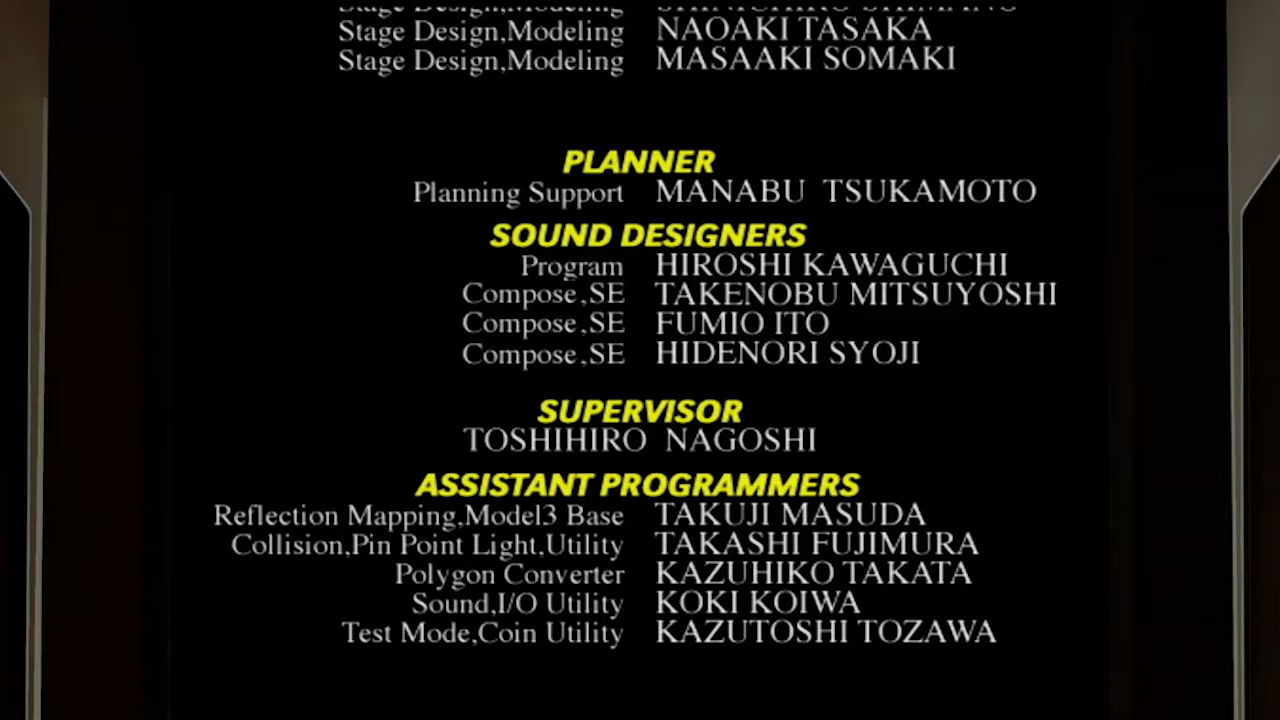 Stage Design,Modeling
Stage Design,Modeling NAOAKI TASAKA
Stage Design,Modeling MASAAKI SOMAKI
PLANNER
Planning Support MANABU TSUKAMOTO
SOUND DESIGNERS
Program HIROSHI KAWAGUCHI
Compose,SE TAKENOBU MITSUYOSHI
Compose,SE FUMIO ITO
Compose,SE HIDENORI SYOJI
SUPERVISOR
TOSHIHIRO NAGOSHI
ASSISTANT PROGRAMMERS
Reflection Mapping,Model3 Base TAKUJI MASUDA
Collision,Pin Point Light,Utility TAKASHI FUJIMURA
Polygon Converter KAZUHIKO TAKATA
Sound,I/O Utility KOKI KOIWA
Test Mode,Coin Utility KAZUTOSHI TOZAWA